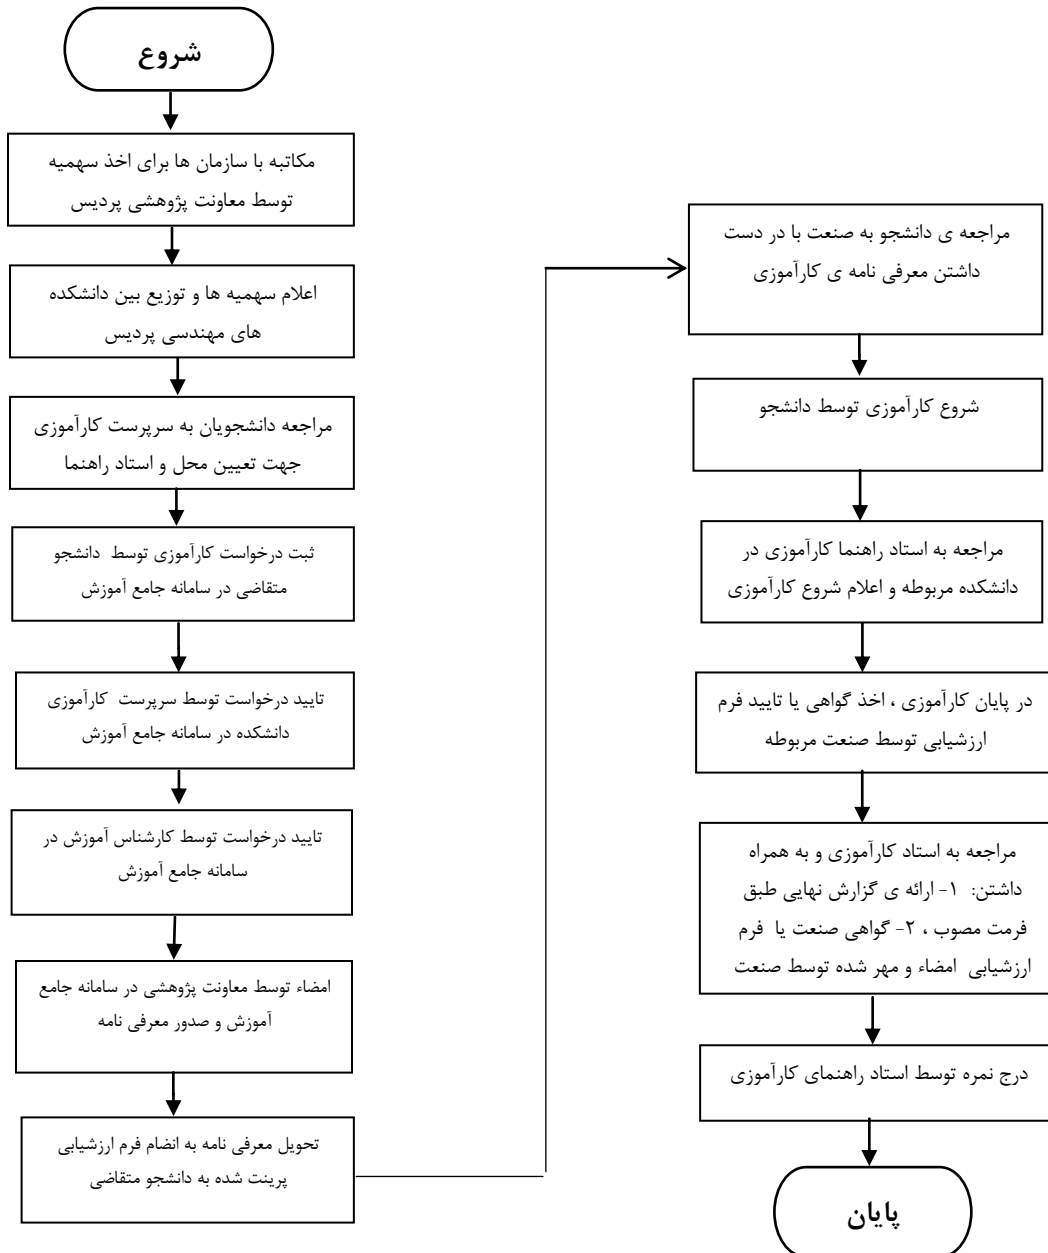 شروع
مکاتبه با سازمان ها برای اخذ سهمیه
توسط معاونت پژوهشی پردیس
اعلام سهمیه ها و توزیع بین دانشکده
های مهندسی پردیس
مراجعه دانشجویان به سرپرست کارآموزی
جهت تعیین محل و استاد راهنما
ثبت درخواست کارآموزی توسط دانشجو
متقاضی در سامانه جامع آموزش
تایید درخواست توسط سرپرست کارآموزی
دانشکده در سامانه جامع آموزش
تایید درخواست توسط کارشناس آموزش در
سامانه جامع آموزش
امضاء توسط معاونت پژوهشی در سامانه جامع
آموزش و صدور معرفی نامه
تحویل معرفی نامه به انضام فرم ارزشیابی
پرینت شده به دانشجو متقاضی
مراجعه ی دانشجو به صنعت با در دست
داشتن معرفی نامه ی کارآموزی
شروع کارآموزی توسط دانشجو
مراجعه به استاد راهنما کارآموزی در
دانشکده مربوطه و اعلام شروع کارآموزی
در پایان کارآموزی ، اخذ گواهی یا تایید فرم
ارزشیابی توسط صنعت مربوطه
مراجعه به استاد کارآموزی و به همراه
داشتن: ۱- ارائه ی گزارش نهایی طبق
فرمت مصوب ، ۲- گواهی صنعت یا فرم
ارزشیابی امضاء و مهر شده توسط صنعت
درج نمره توسط استاد راهنمای کارآموزی
پایان